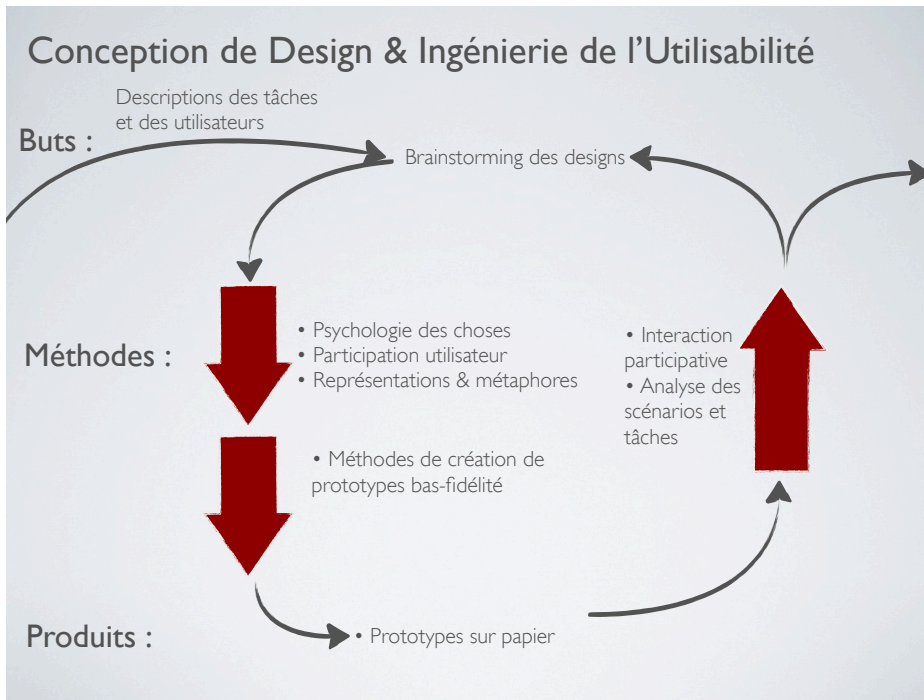 Conception de Design & Ingénierie de l'Utilisabilité
Descriptions des tâches
et des utilisateurs
Buts :
Brainstorming des designs
Méthodes :
• Psychologie des choses
• Participation utilisateur
• Représentations & métaphores
• Méthodes de création de
prototypes bas-fidélité
• Interaction
participative
• Analyse des
scénarios et
tâches
Produits :
• Prototypes sur papier